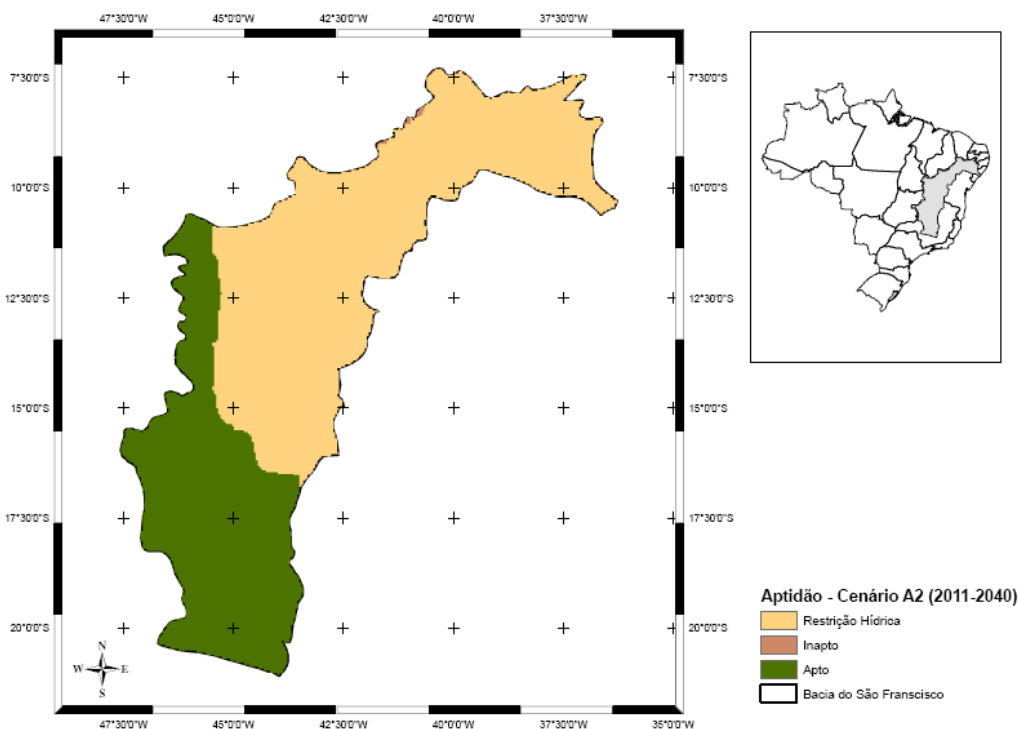 47°30'0"W 45°0'0"W 42°30'0"W 40°0'0"W 37°30'0"W
7°30'0"S 7°30'0"S
10°0'0"S 10°0'0"S
12°30'0"S 12°30'0"S
15°0'0"S 15°0'0"S
17°30'0"S 17°30'0"S
20°0'0"S 20°0'0"S
N
W E
S
47°30'0"W 45°0'0"W 42°30'0"W 40°0'0"W 37°30'0"W 35°0'0"W
Aptidão - Cenário A2 (2011-2040)
Restrição Hídrica
Inapto
Apto
Bacia do São Franscisco